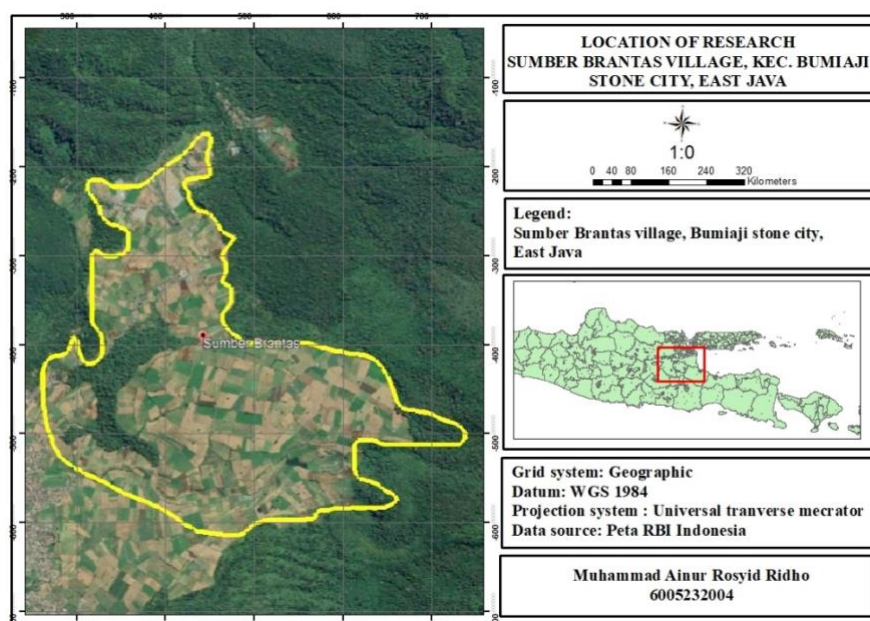 300
400
500
600
700
-100
-200
-300
-400
-500
-600
Sumber Brantas
LOCATION OF RESEARCH
SUMBER BRANTAS VILLAGE, KEC. BUMIAJI
STONE CITY, EAST JAVA
1:0
0 40 80 160 240 320
Kilometers
Legend:
Sumber Brantas village, Bumiaji stone city,
East Java
Grid system: Geographic
Datum: WGS 1984
Projection system : Universal tranverse mecrator
Data source: Peta RBI Indonesia
Muhammad Ainur Rosyid Ridho
6005232004